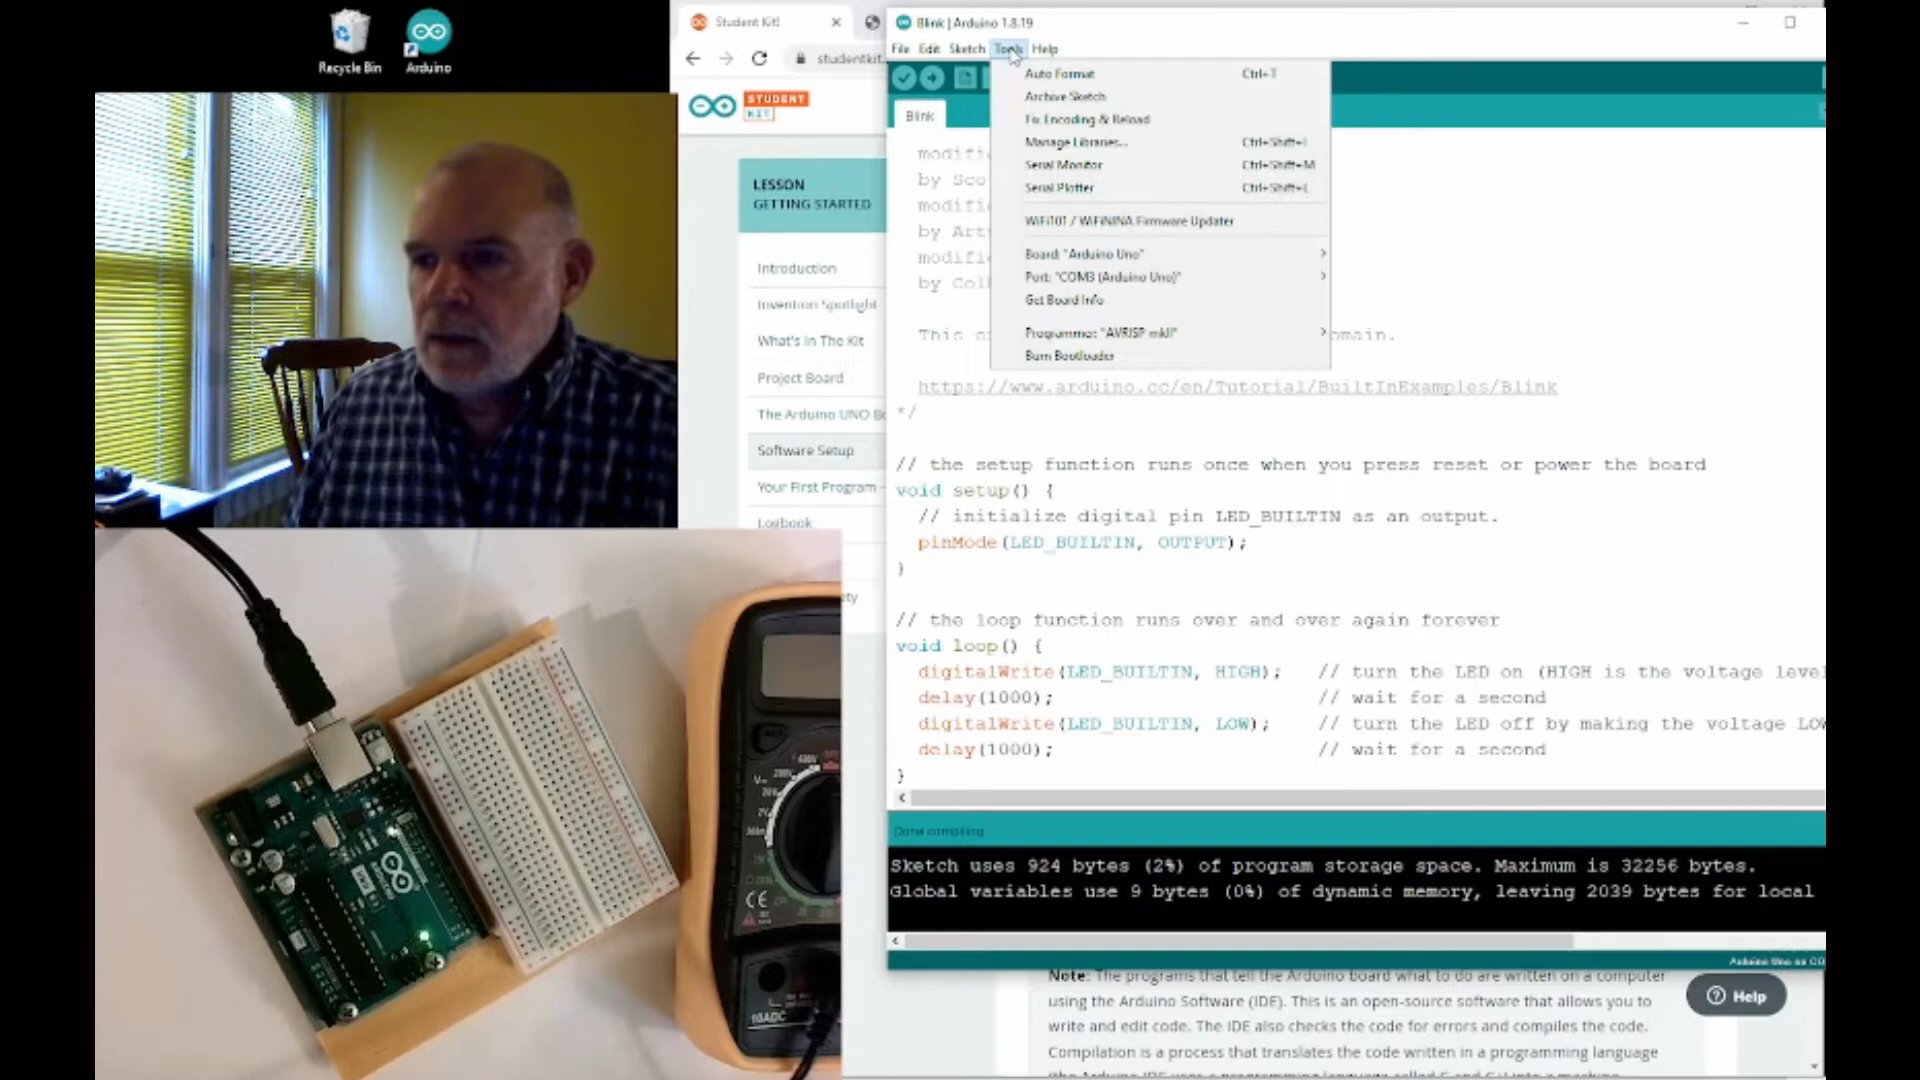 Recycle Bin
Arduino
Student Kit!
studentkit.
STUDENT
KIT
LESSON
GETTING STARTED
Introduction
Invention Spotlight
What's In The Kit
Project Board
The Arduino UNO Bo
Software Setup
Your First Program -
Logbook
ety
Blink | Arduino 1.8.19
File Edit Sketch Tools Help
Auto Format Ctrl+T
Archive Sketch
Fix Encoding & Reload
Manage Libraries... Ctrl+Shift+I
Serial Monitor Ctrl+Shift+M
Serial Plotter Ctrl+Shift+L
WiFi101 / WiFiNINA Firmware Updater
Board: "Arduino Uno"
Port: "COM3 (Arduino Uno)"
Get Board Info
Programmer: "AVRISP mkII"
Burn Bootloader
Blink
modifi
by Sco
modifi
by Art
modifi
by Col
This e
omain.
https://www.arduino.cc/en/Tutorial/BuiltInExamples/Blink
*/
// the setup function runs once when you press reset or power the board
void setup() {
// initialize digital pin LED_BUILTIN as an output.
pinMode(LED_BUILTIN, OUTPUT);
}
// the loop function runs over and over again forever
void loop() {
digitalWrite(LED_BUILTIN, HIGH); // turn the LED on (HIGH is the voltage level
delay(1000); // wait for a second
digitalWrite(LED_BUILTIN, LOW); // turn the LED off by making the voltage LOW
delay(1000); // wait for a second
}
Done compiling
Sketch uses 924 bytes (2%) of program storage space. Maximum is 32256 bytes.
Global variables use 9 bytes (0%) of dynamic memory, leaving 2039 bytes for local
Arduino Uno on CO
Note: The programs that tell the Arduino board what to do are written on a computer
using the Arduino Software (IDE). This is an open-source software that allows you to
write and edit code. The IDE also checks the code for errors and compiles the code.
Compilation is a process that translates the code written in a programming language
Help
10ADC
CE